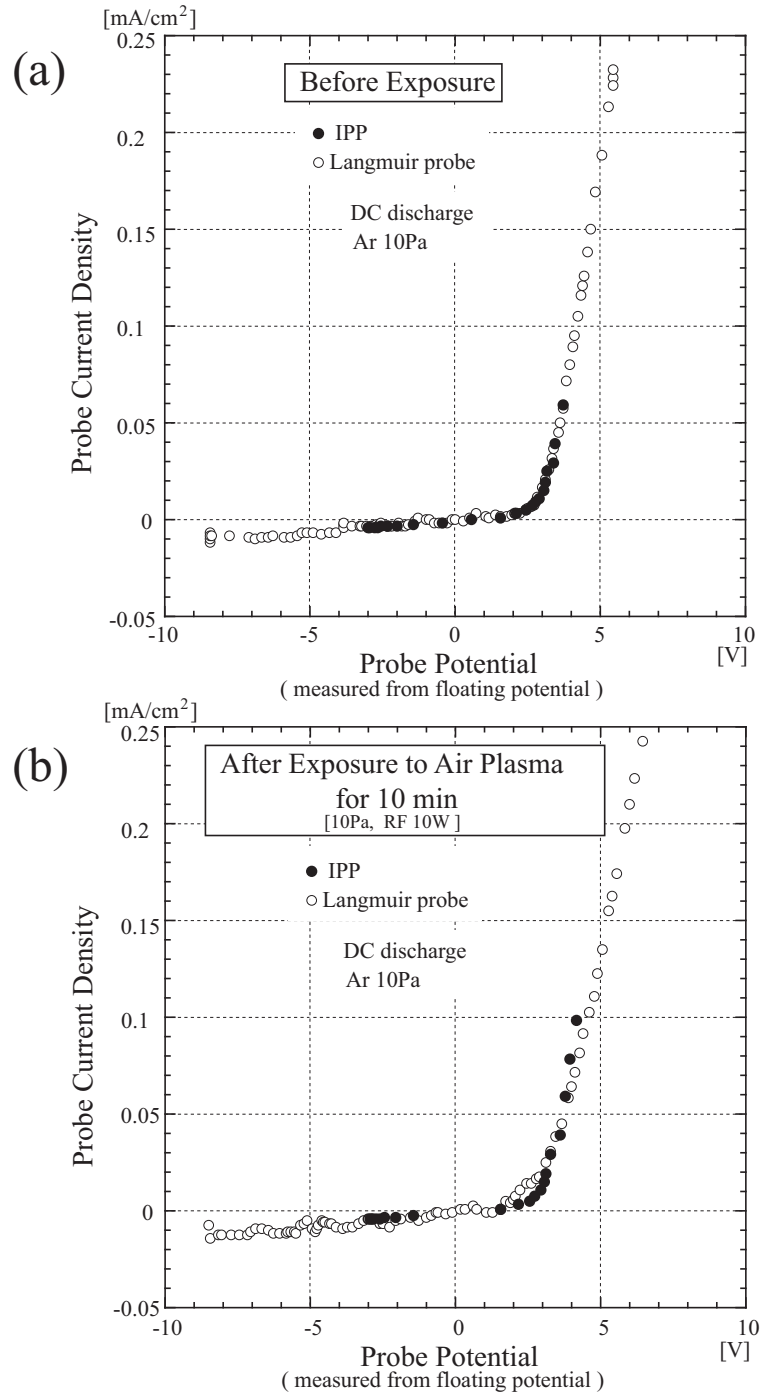 [mA/cm²]
(a)
0.25
0.2
0.15
0.1
0.05
0
-0.05
Probe Current Density
Before Exposure
IPP
Langmuir probe
DC discharge
Ar 10Pa
-10
-5
0
5
10
[V]
Probe Potential
( measured from floating potential )
[mA/cm²]
(b)
0.25
0.2
0.15
0.1
0.05
0
-0.05
Probe Current Density
After Exposure to Air Plasma
for 10 min
[10Pa, RF 10W ]
IPP
Langmuir probe
DC discharge
Ar 10Pa
-10
-5
0
5
10
[V]
Probe Potential
( measured from floating potential )